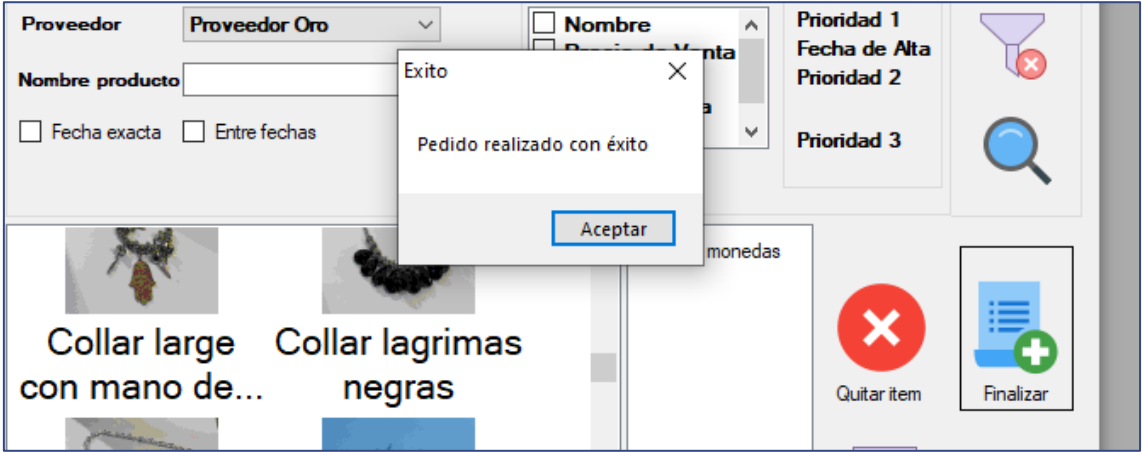 Proveedor
Proveedor Oro
Nombre producto
Fecha exacta
Entre fechas
Nombre
Prioridad 1
Fecha de Alta
Prioridad 2
Prioridad 3
Exito
Pedido realizado con éxito
Aceptar
monedas
Collar large
con mano de...
Collar lagrimas
negras
Quitar item
Finalizar